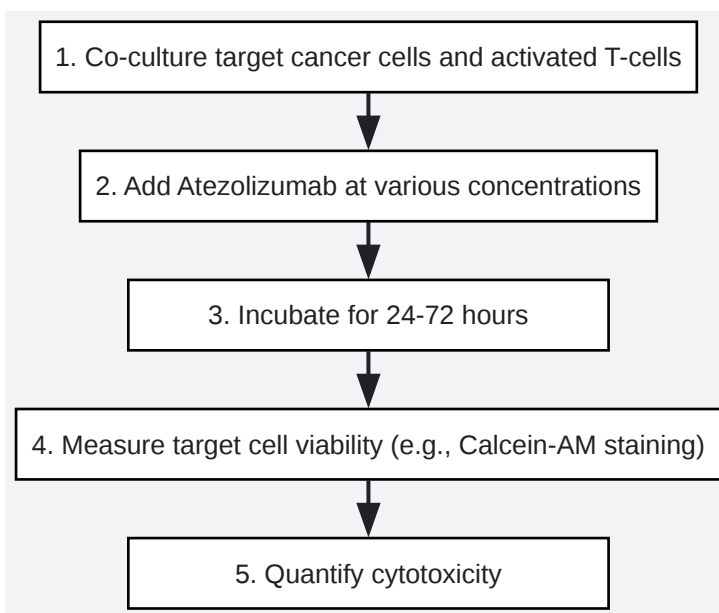 1. Co-culture target cancer cells and activated T-cells
2. Add Atezolizumab at various concentrations
3. Incubate for 24-72 hours
4. Measure target cell viability (e.g., Calcein-AM staining)
5. Quantify cytotoxicity